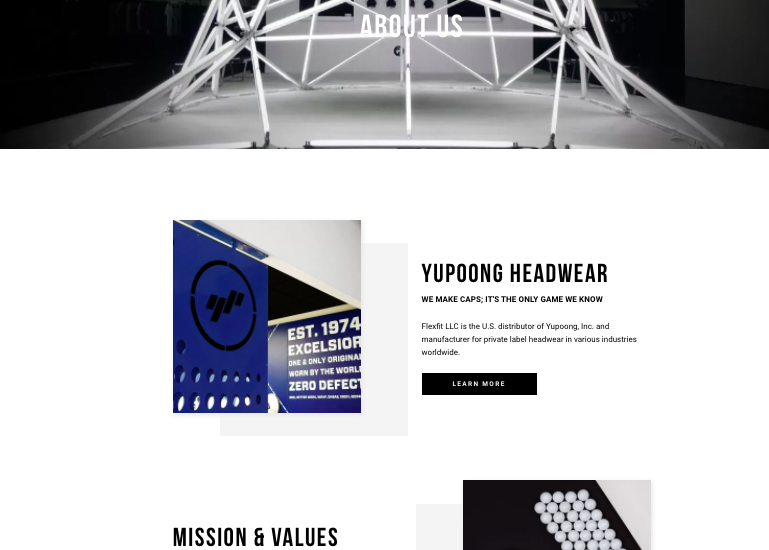 ABOUT US
EST. 1974
EXCELSIOR
ONE & ONLY ORIGINAL
WORN BY THE WORLD
ZERO DEFECT
YUPOONG HEADWEAR
WE MAKE CAPS; IT'S THE ONLY GAME WE KNOW
Flexfit LLC is the U.S. distributor of Yupoong, Inc. and
manufacturer for private label headwear in various industries
worldwide.
LEARN MORE
MISSION & VALUES